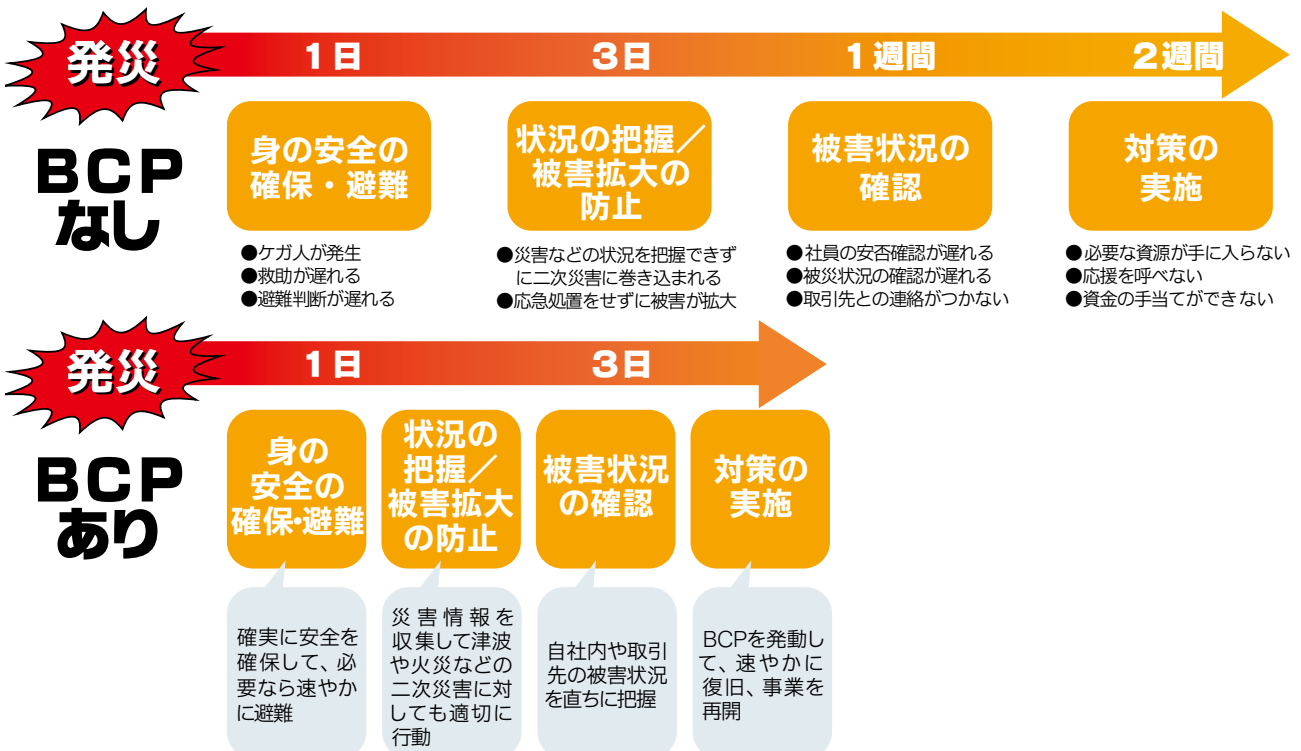 発災
1日
3日
1週間
2週間
BCP
なし
身の安全の
確保・避難
●ケガ人が発生
●救助が遅れる
●避難判断が遅れる
状況の把握／
被害拡大の
防止
●災害などの状況を把握できず
に二次災害に巻き込まれる
●応急処置をせずに被害が拡大
被害状況の
確認
●社員の安否確認が遅れる
●被災状況の確認が遅れる
●取引先との連絡がつかない
対策の
実施
●必要な資源が手に入らない
●応援を呼べない
●資金の手当てができない
発災
1日
3日
BCP
あり
身の
安全の
確保・避難
確実に安全を
確保して、必
要なら速やか
に避難
状況の
把握／
被害拡大
の防止
災害情報を
収集して津波
や火災などの
二次災害に対
しても適切に
行動
被害状況
の確認
自社内や取引
先の被害状況
を直ちに把握
対策の
実施
BCPを発動し
て、速やかに
復旧、事業を
再開